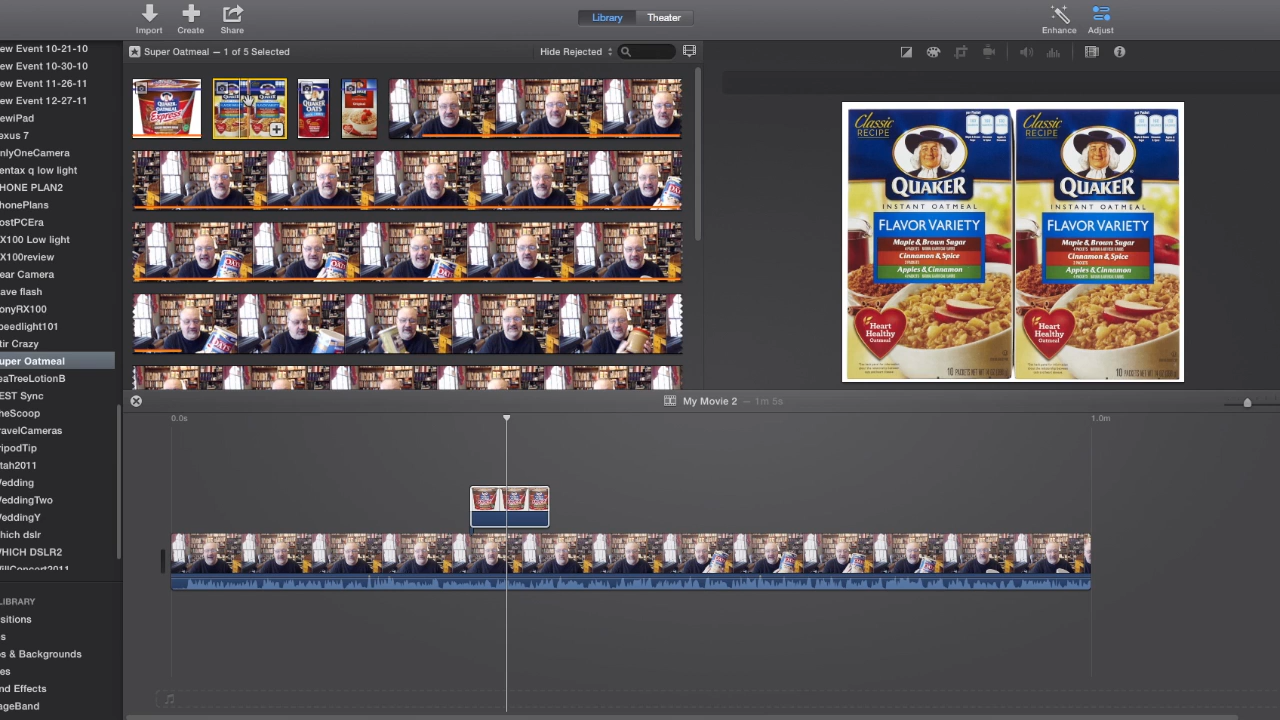 Import
Create
Share
Library
Theater
Enhance
Adjust
ew Event 10-21-10
ew Event 10-30-10
ew Event 11-26-11
ew Event 12-27-11
ewiPad
exus 7
nlyOneCamera
entax q low light
HONE PLAN2
honePlans
ostPCEra
X100 Low light
X100review
ear Camera
ave flash
onyRX100
peedlight101
tir Crazy
uper Oatmeal
eaTreeLotionB
EST Sync
heScoop
ravelCameras
ripodTip
tah2011
Wedding
VeddingTwo
VeddingY
hich dslr
VHICH DSLR2
VillConcert2011
LIBRARY
sitions
s
s & Backgrounds
es
nd Effects
ageBand
Super Oatmeal — 1 of 5 Selected
Hide Rejected
Classic
RECIPE
QUAKER
INSTANT OATMEAL
FLAVOR VARIETY
Maple & Brown Sugar
Cinnamon & Spice
Apples & Cinnamon
Heart
Healthy
Oatmeal
Classic
RECIPE
QUAKER
INSTANT OATMEAL
FLAVOR VARIETY
Maple & Brown Sugar
Cinnamon & Spice
Apples & Cinnamon
Heart
Healthy
Oatmeal
My Movie 2 — 1m 5s
0.0s
1.0m